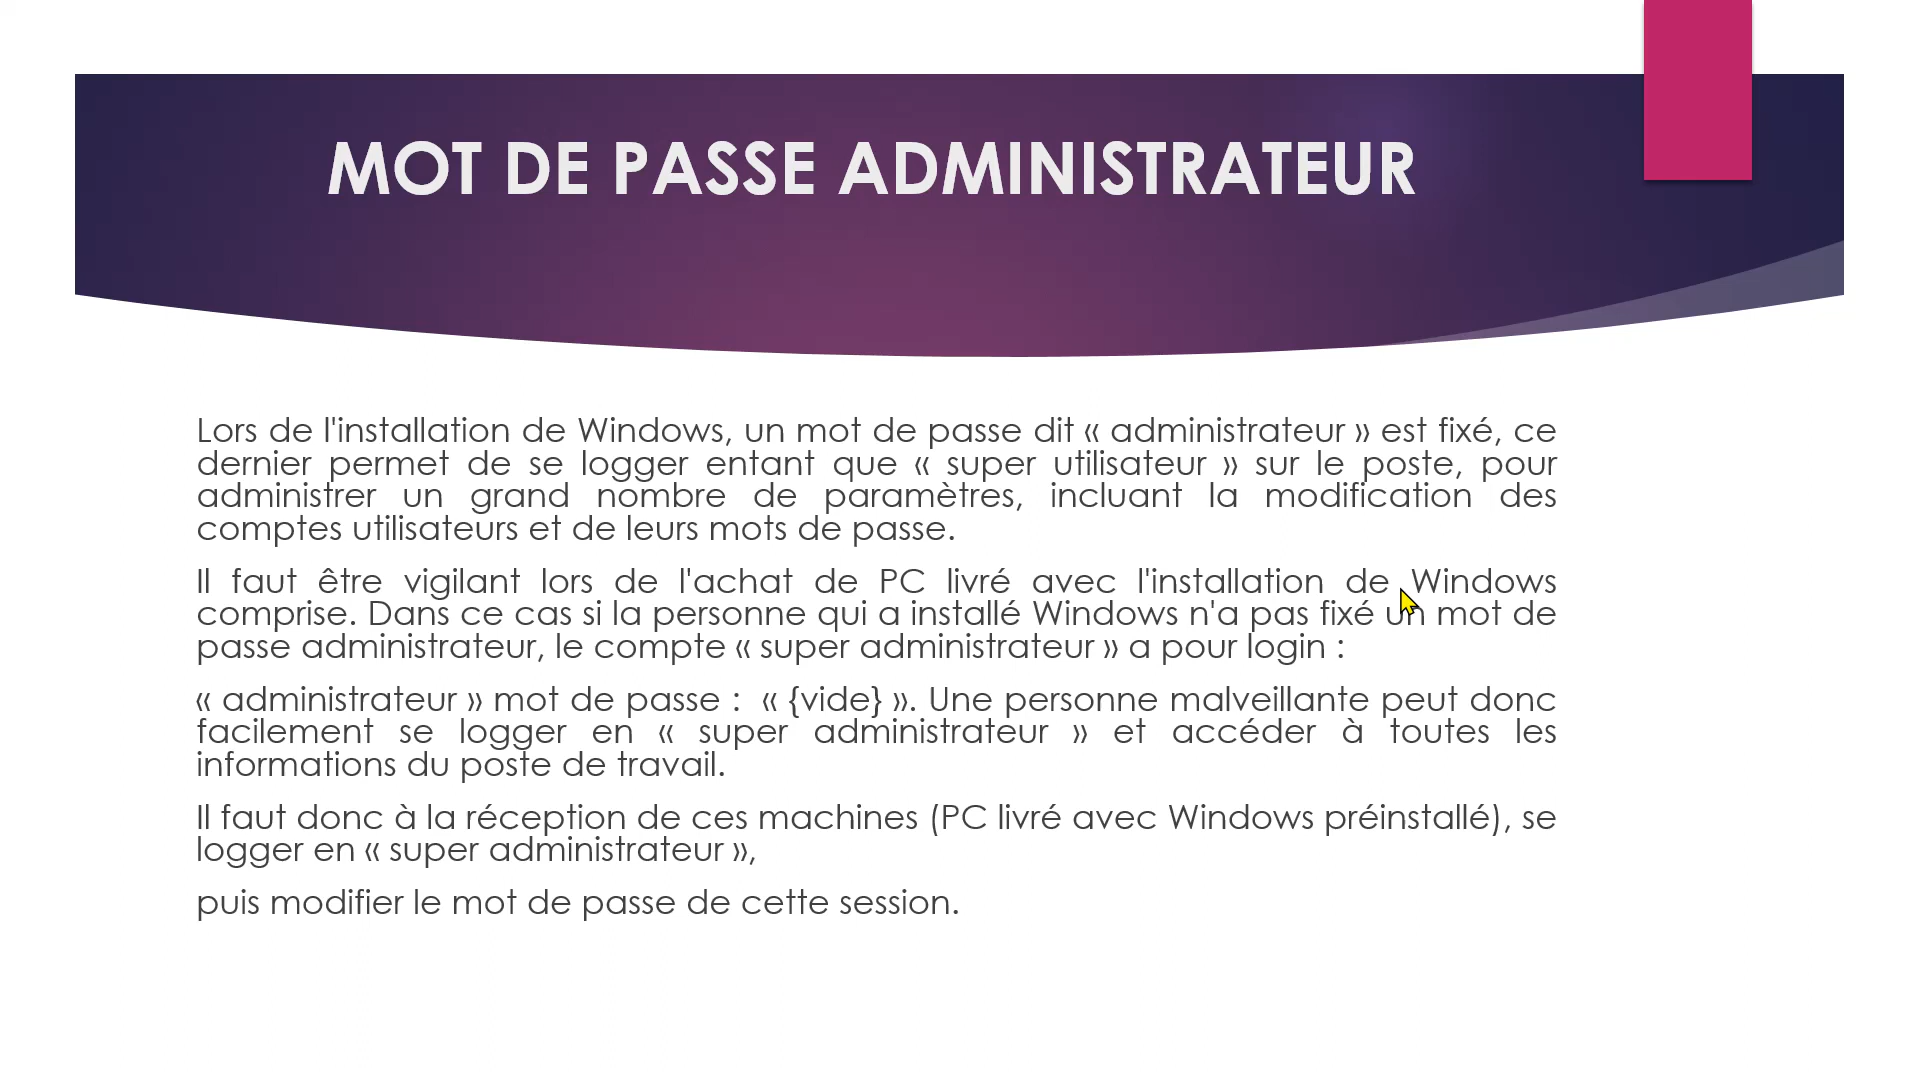 MOT DE PASSE ADMINISTRATEUR
Lors de l'installation de Windows, un mot de passe dit « administrateur » est fixé, ce
dernier permet de se logger entant que « super utilisateur » sur le poste, pour
administrer un grand nombre de paramètres, incluant la modification des
comptes utilisateurs et de leurs mots de passe.
Il faut être vigilant lors de l'achat de PC livré avec l'installation de Windows
comprise. Dans ce cas si la personne qui a installé Windows n'a pas fixé un mot de
passe administrateur, le compte « super administrateur » a pour login :
« administrateur » mot de passe :  « {vide} ». Une personne malveillante peut donc
facilement se logger en « super administrateur » et accéder à toutes les
informations du poste de travail.
Il faut donc à la réception de ces machines (PC livré avec Windows préinstallé), se
logger en « super administrateur »,
puis modifier le mot de passe de cette session.